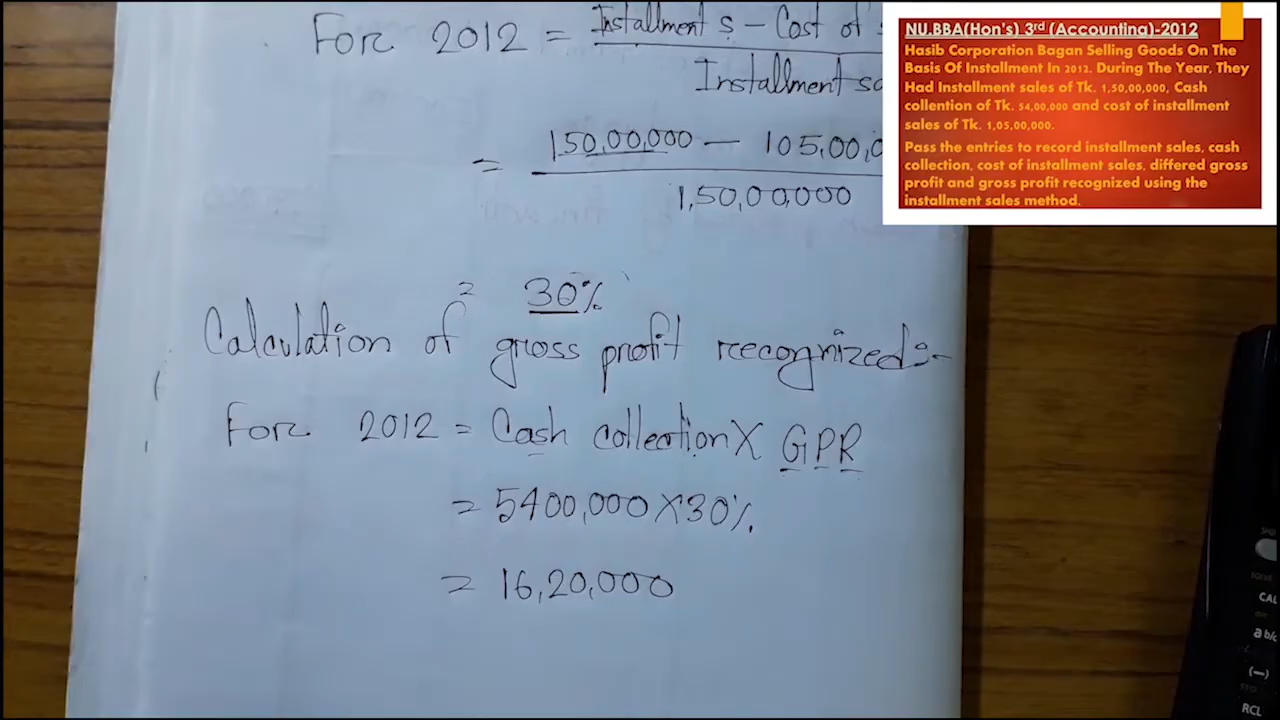 For 2012 = Installment s - Cost of
Installment sa
= 150,00,000 - 105,00,0
1,50,00,000
= 30%
Calculation of gross profit recognized:-
For 2012 = Cash collection X GPR
= 5400,000 X 30%
= 16,20,000
NU.BBA(Hon's) 3rd (Accounting)-2012
Hasib Corporation Bagan Selling Goods On The
Basis Of Installment In 2012. During The Year, They
Had Installment sales of Tk. 1,50,00,000, Cash
collention of Tk. 54,00,000 and cost of installment
sales of Tk. 1,05,00,000.
Pass the entries to record installment sales, cash
collection, cost of installment sales, differed gross
profit and gross profit recognized using the
installment sales method.
CAL
a b/c
(—)
RCL